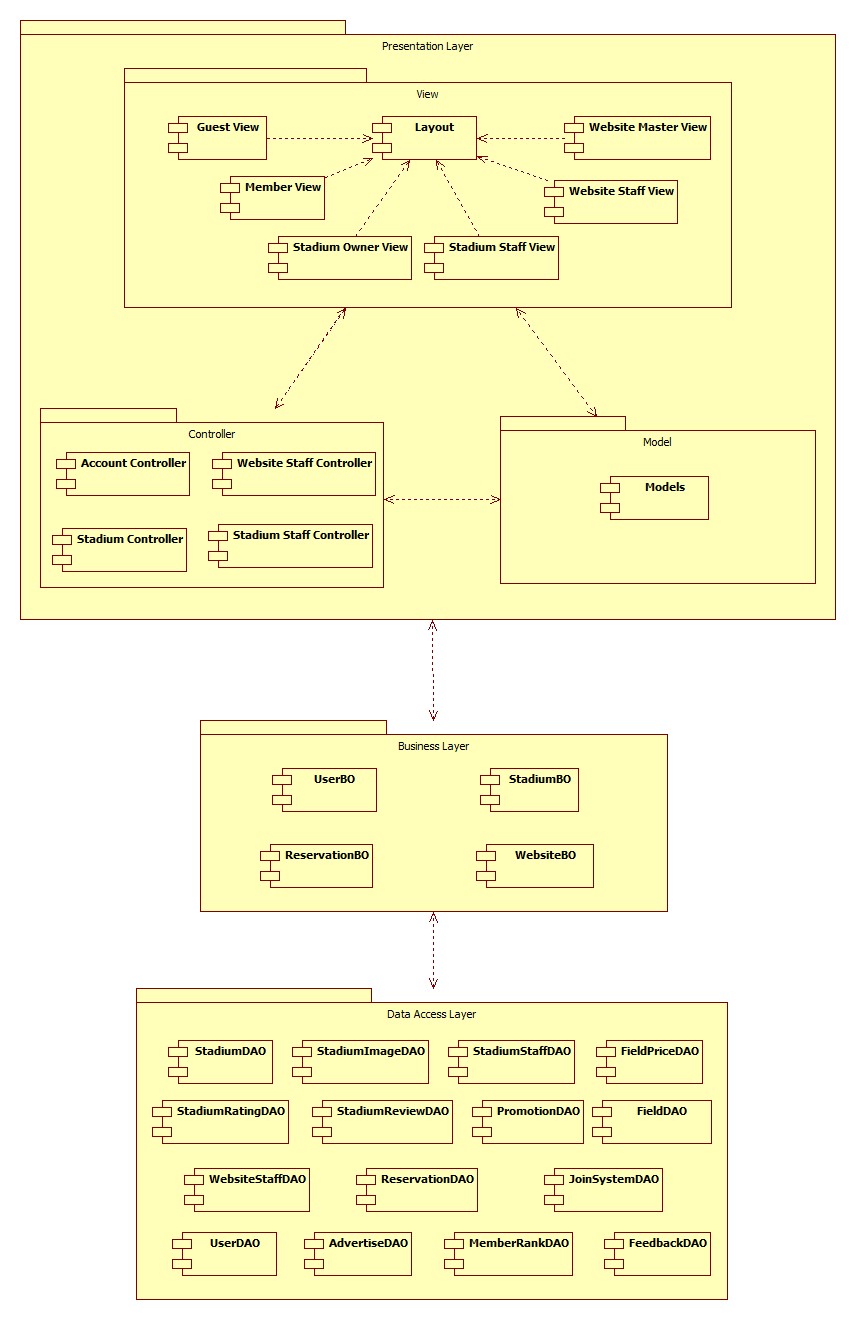 Presentation Layer
View
Guest View
Layout
Website Master View
Member View
Website Staff View
Stadium Owner View
Stadium Staff View
Controller
Model
Account Controller
Website Staff Controller
Models
Stadium Controller
Stadium Staff Controller
Business Layer
UserBO
StadiumBO
ReservationBO
WebsiteBO
Data Access Layer
StadiumDAO
StadiumImageDAO
StadiumStaffDAO
FieldPriceDAO
StadiumRatingDAO
StadiumReviewDAO
PromotionDAO
FieldDAO
WebsiteStaffDAO
ReservationDAO
JoinSystemDAO
UserDAO
AdvertiseDAO
MemberRankDAO
FeedbackDAO